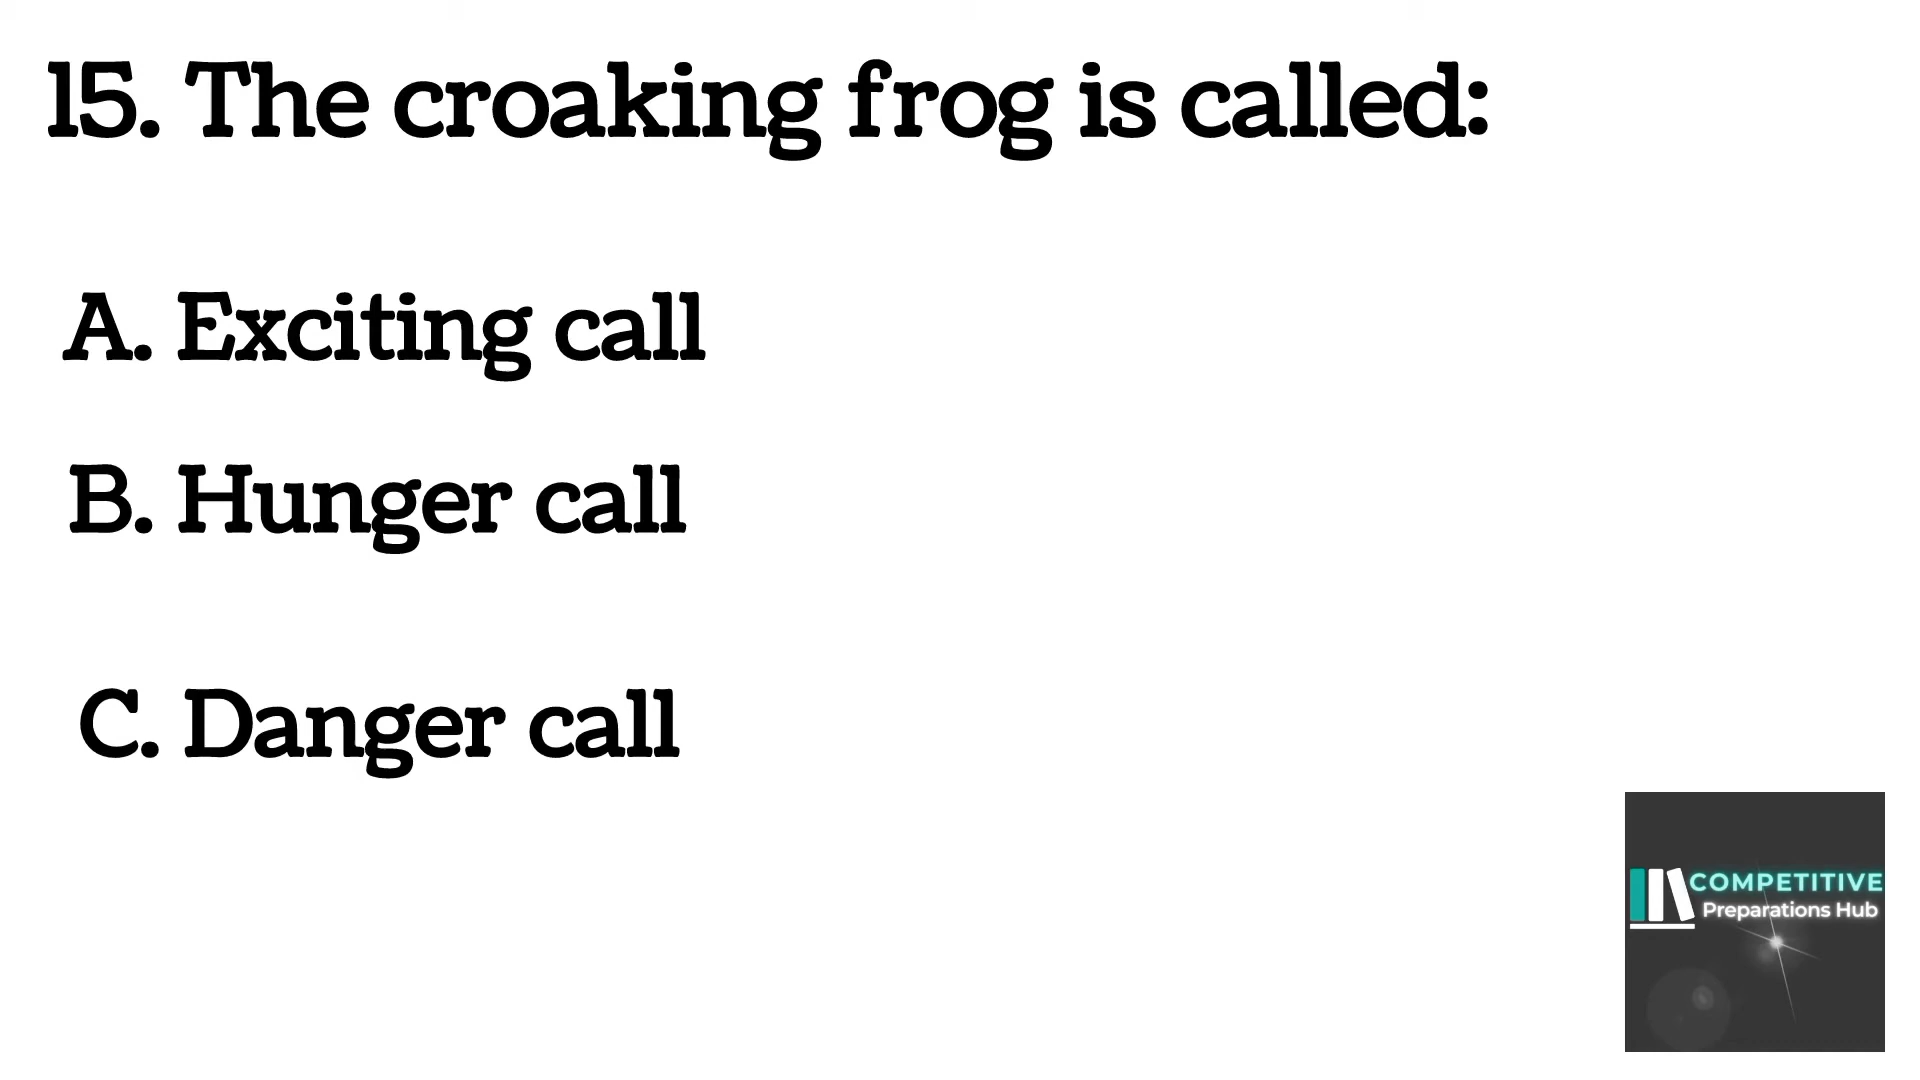 15. The croaking frog is called:
A. Exciting call
B. Hunger call
C. Danger call
COMPETITIVE
Preparations Hub